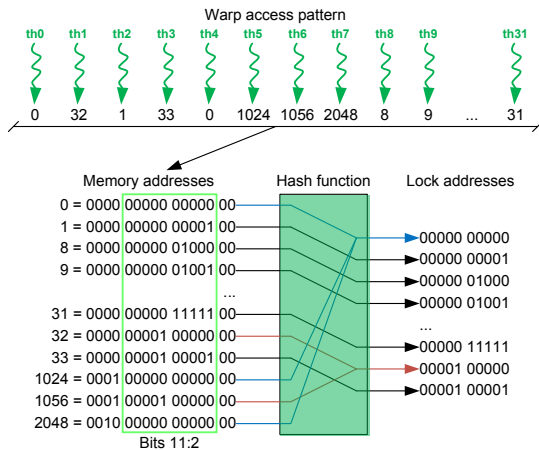 Warp access pattern
th0 th1 th2 th3 th4 th5 th6 th7 th8 th9 th31
0 32 1 33 0 1024 1056 2048 8 9 ... 31
Memory addresses Hash function Lock addresses
0 = 0000 00000 00000 00
1 = 0000 00000 00001 00
8 = 0000 00000 01000 00
9 = 0000 00000 01001 00
...
31 = 0000 00000 11111 00
32 = 0000 00001 00000 00
33 = 0000 00001 00001 00
1024 = 0001 00000 00000 00
1056 = 0001 00001 00000 00
2048 = 0010 00000 00000 00
Bits 11:2
00000 00000
00000 00001
00000 01000
00000 01001
...
00000 11111
00001 00000
00001 00001